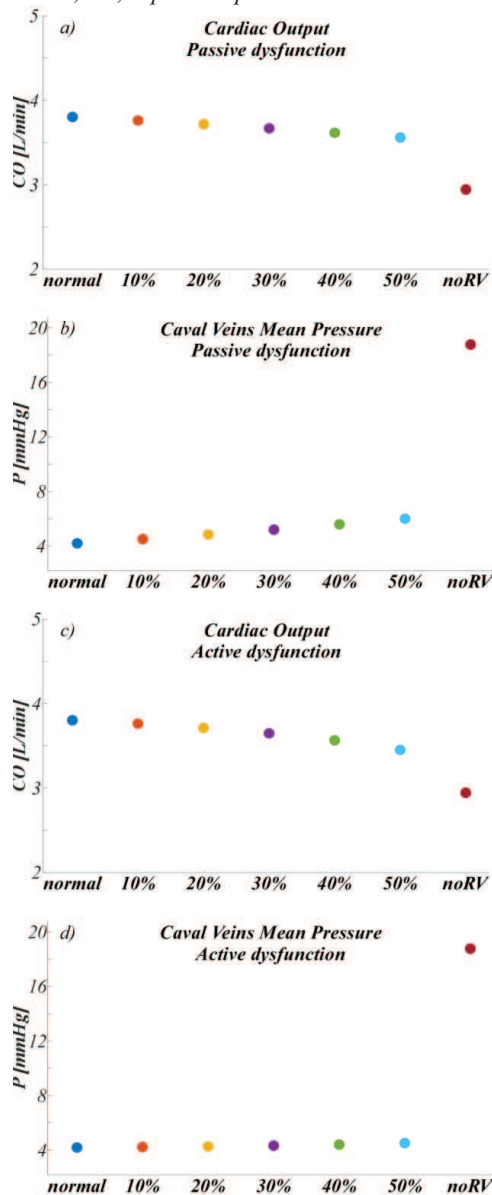 a)
Cardiac Output
Passive dysfunction
CO [L/min]
5
4
3
2
normal 10% 20% 30% 40% 50% noRV
b)
Caval Veins Mean Pressure
Passive dysfunction
P [mmHg]
20
16
12
8
4
normal 10% 20% 30% 40% 50% noRV
c)
Cardiac Output
Active dysfunction
CO [L/min]
5
4
3
2
normal 10% 20% 30% 40% 50% noRV
d)
Caval Veins Mean Pressure
Active dysfunction
P [mmHg]
20
16
12
8
4
normal 10% 20% 30% 40% 50% noRV